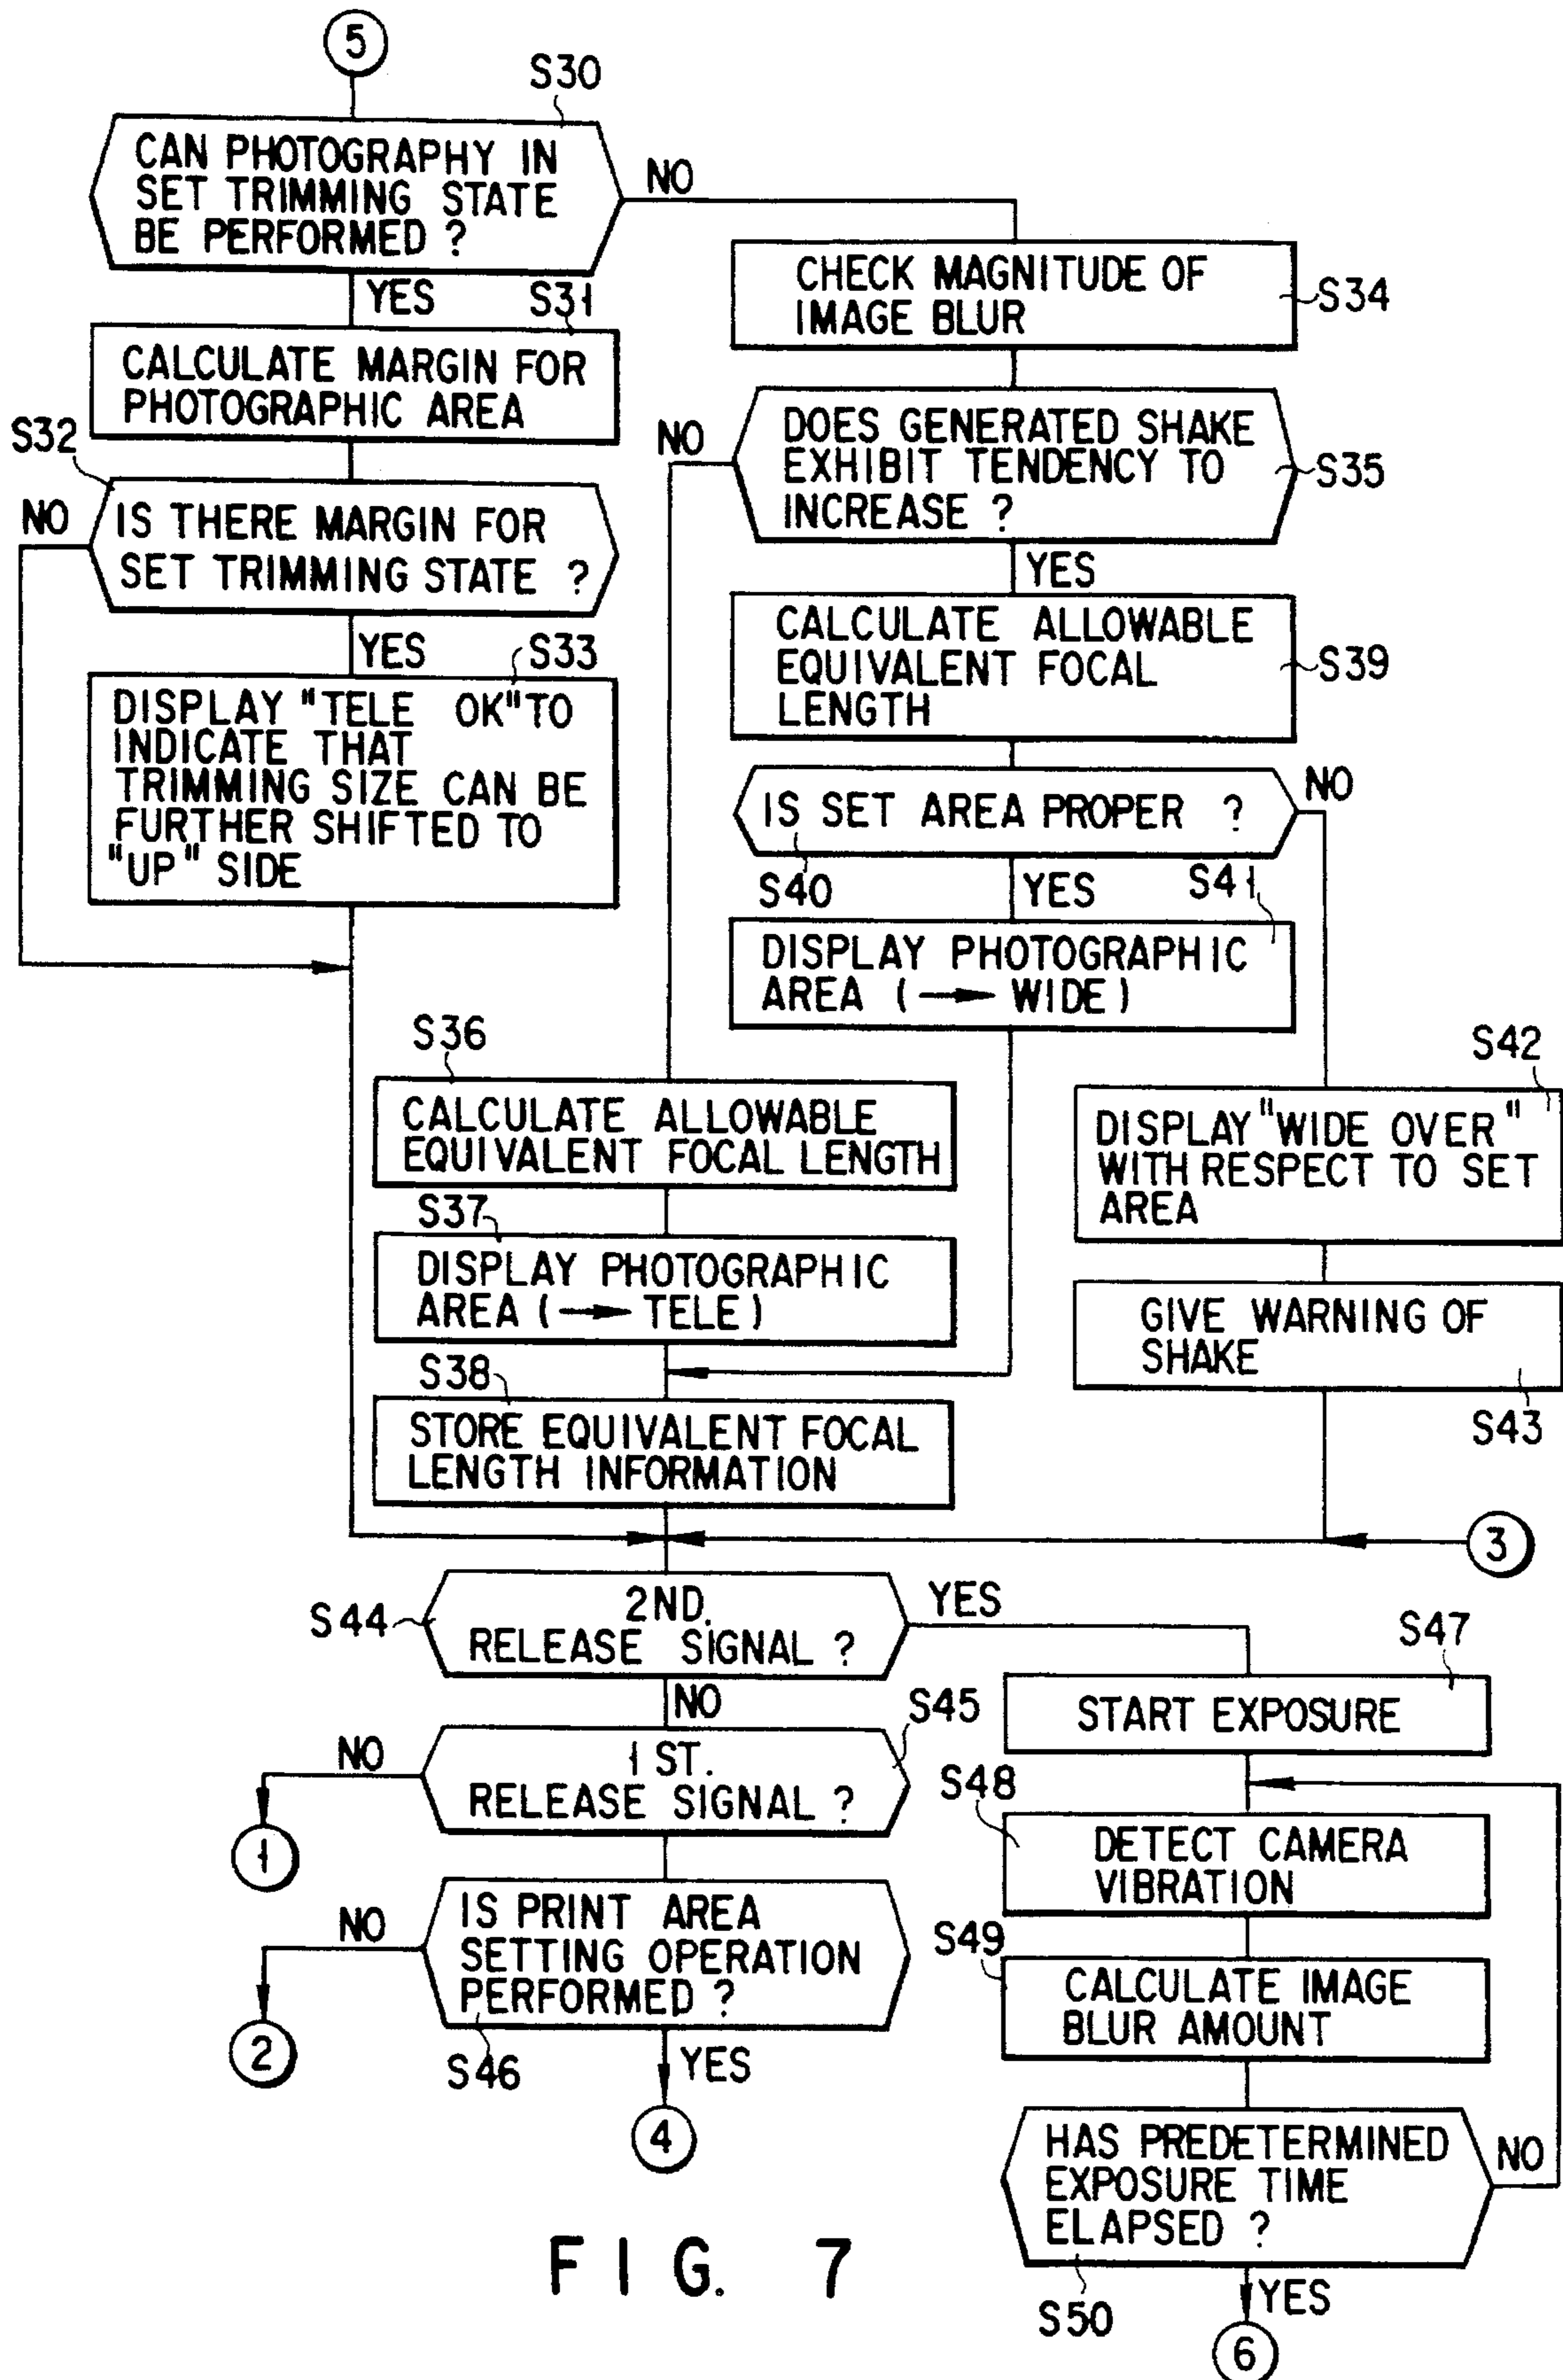 5
S30
CAN PHOTOGRAPHY IN
SET TRIMMING STATE
BE PERFORMED ?
NO
YES
S31
CALCULATE MARGIN FOR
PHOTOGRAPHIC AREA
S32
NO
IS THERE MARGIN FOR
SET TRIMMING STATE ?
YES
S33
DISPLAY "TELE OK" TO
INDICATE THAT
TRIMMING SIZE CAN BE
FURTHER SHIFTED TO
"UP" SIDE
CHECK MAGNITUDE OF
IMAGE BLUR
S34
NO
DOES GENERATED SHAKE
EXHIBIT TENDENCY TO
INCREASE ?
S35
YES
CALCULATE ALLOWABLE
EQUIVALENT FOCAL
LENGTH
S39
IS SET AREA PROPER ?
NO
S40
YES
S41
DISPLAY PHOTOGRAPHIC
AREA ( → WIDE )
S36
CALCULATE ALLOWABLE
EQUIVALENT FOCAL LENGTH
S37
DISPLAY PHOTOGRAPHIC
AREA ( → TELE )
S38
STORE EQUIVALENT FOCAL
LENGTH INFORMATION
S42
DISPLAY "WIDE OVER"
WITH RESPECT TO SET
AREA
GIVE WARNING OF
SHAKE
S43
3
S44
2ND.
RELEASE SIGNAL ?
YES
NO
S45
1 ST.
RELEASE SIGNAL ?
NO
1
IS PRINT AREA
SETTING OPERATION
PERFORMED ?
NO
2
S46
YES
4
S47
START EXPOSURE
S48
DETECT CAMERA
VIBRATION
S49
CALCULATE IMAGE
BLUR AMOUNT
HAS PREDETERMINED
EXPOSURE TIME
ELAPSED ?
NO
S50
YES
6
FIG. 7